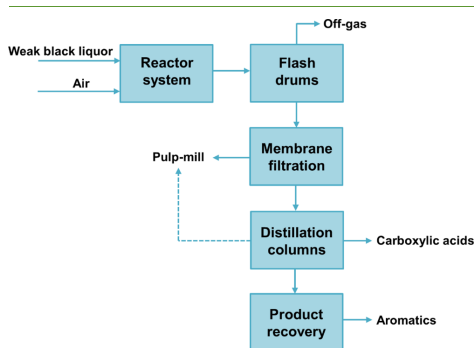 Off-gas
Weak black liquor
Air
Reactor
system
Flash
drums
Pulp-mill
Membrane
filtration
Distillation
columns
Carboxylic acids
Product
recovery
Aromatics